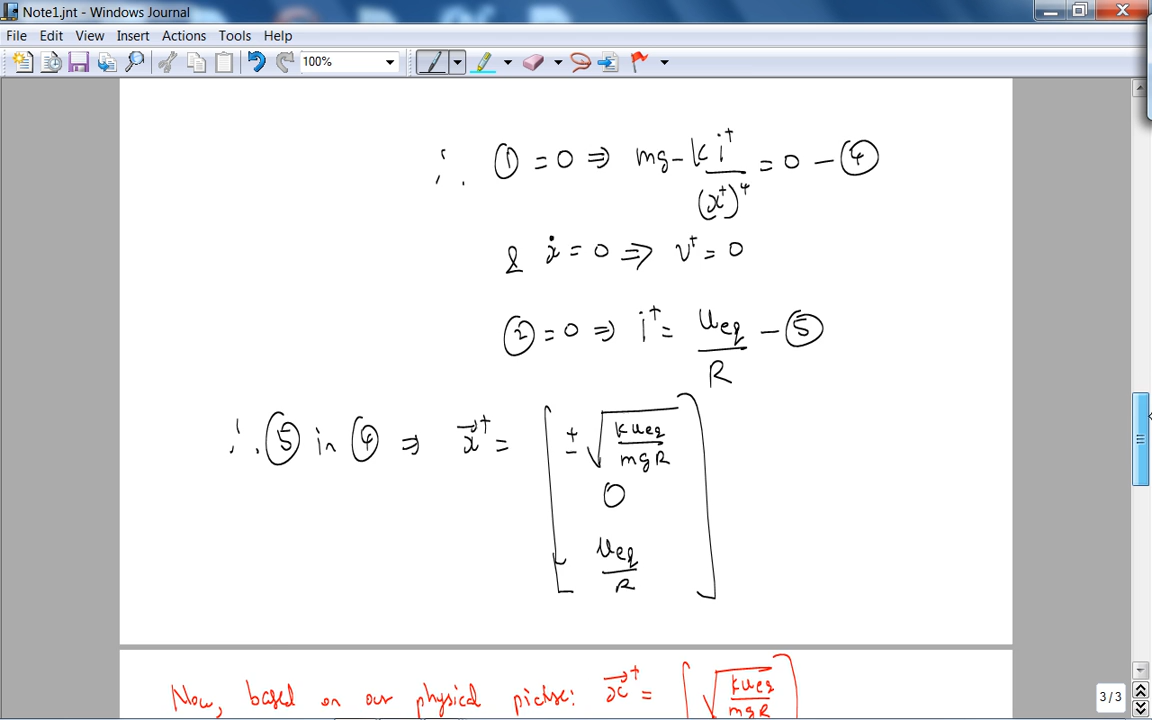 Note1.jnt - Windows Journal
File Edit View Insert Actions Tools Help
100%
∴ ① = 0 ⇒ mg - k i† / (x†)⁴ = 0 — ④
& ẋ = 0 ⇒ v† = 0
② = 0 ⇒ i† = u_eq / R — ⑤
∴ ⑤ in ④ ⇒ x⃗† = [ ± √(k u_eq / mgR)
0
u_eq / R ]
Now, based on our physical picture: x⃗† = [ √(k u_eq / mgR)
3/3